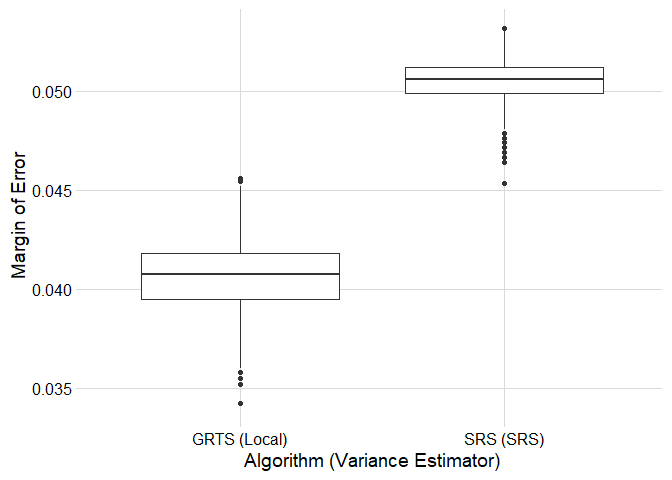 Margin of Error
0.050
0.045
0.040
0.035
GRTS (Local)
SRS (SRS)
Algorithm (Variance Estimator)